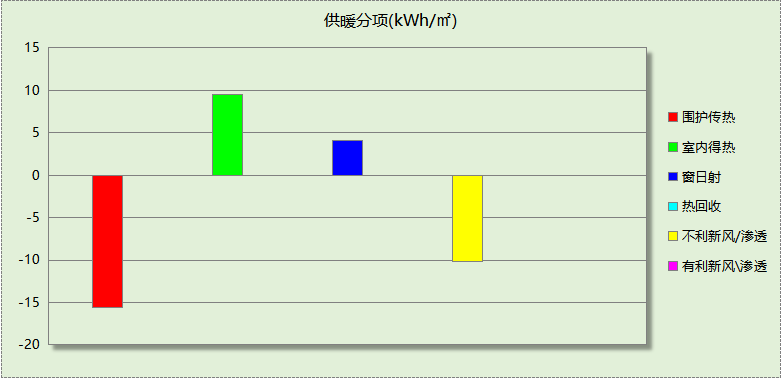 供暖分项(kWh/㎡)
15
10
5
0
-5
-10
-15
-20
围护传热
室内得热
窗日射
热回收
不利新风/渗透
有利新风\渗透